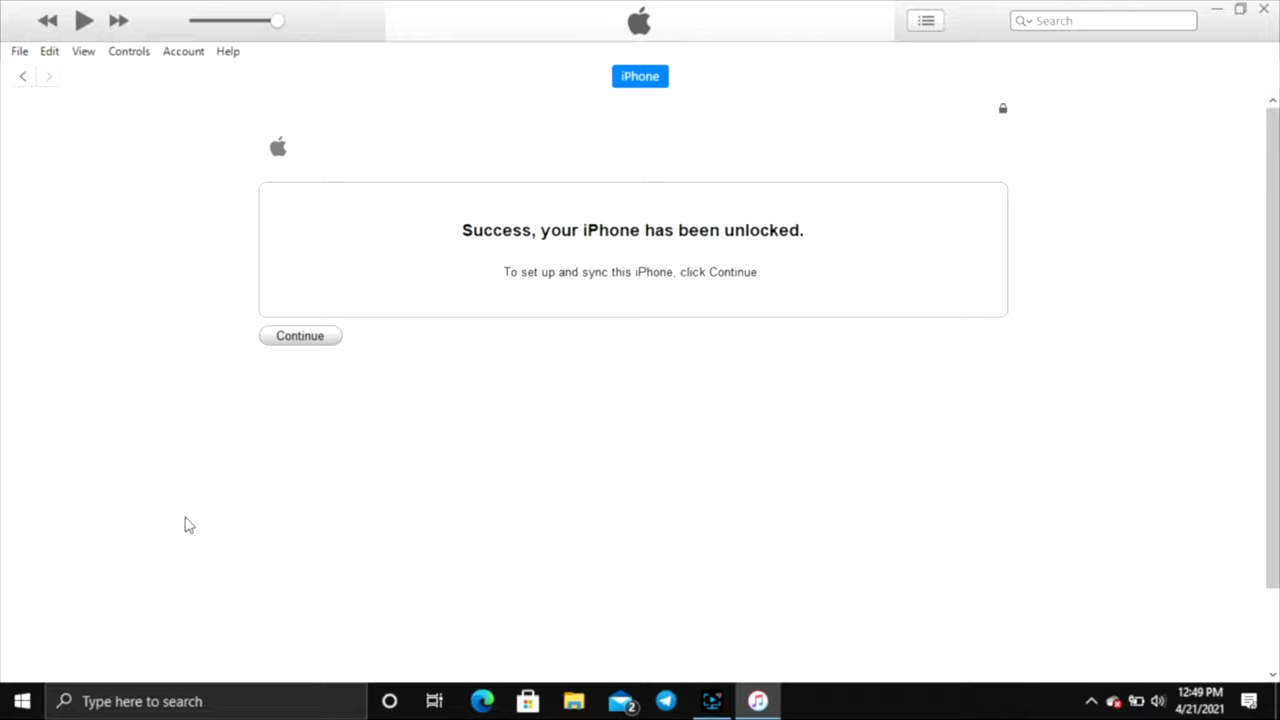 Search
File Edit View Controls Account Help
iPhone
Success, your iPhone has been unlocked.
To set up and sync this iPhone, click Continue.
Continue
Type here to search
2
12:49 PM
4/21/2021